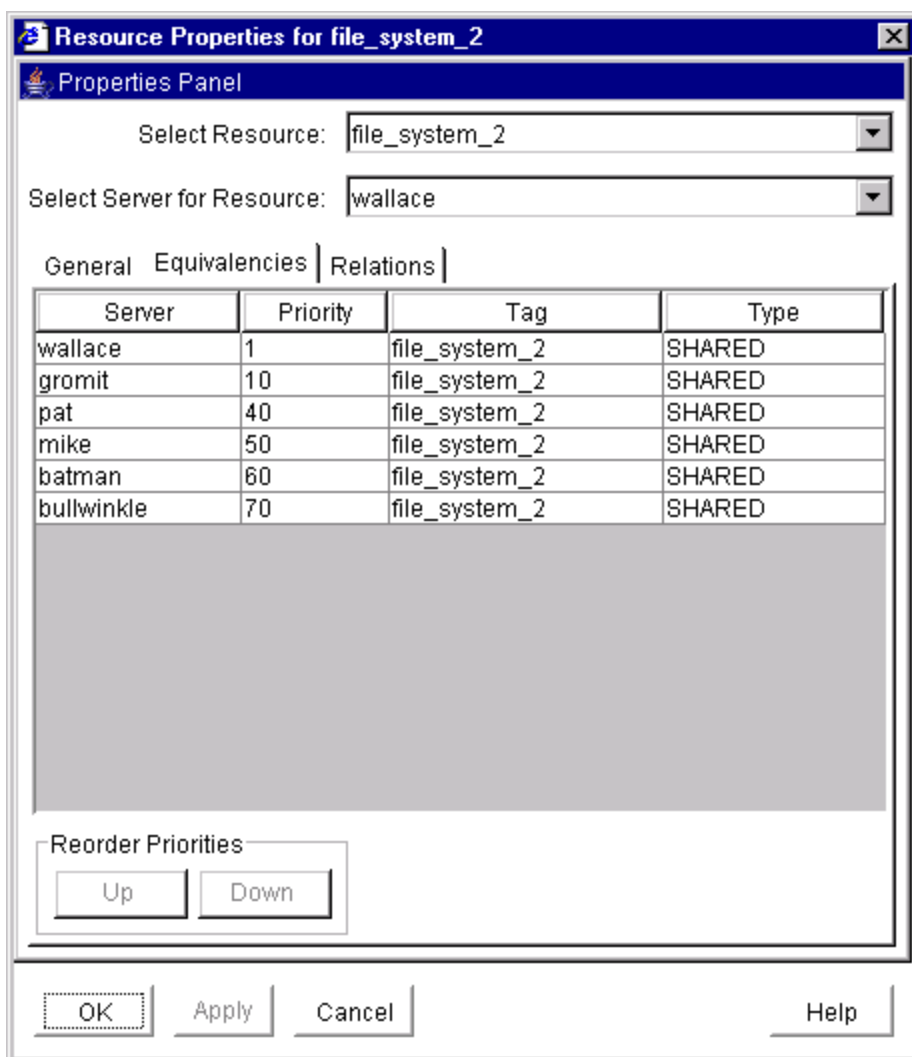 Resource Properties for file_system_2
Properties Panel
Select Resource: file_system_2
Select Server for Resource: wallace
General Equivalencies Relations
Server Priority Tag Type
wallace 1 file_system_2 SHARED
gromit 10 file_system_2 SHARED
pat 40 file_system_2 SHARED
mike 50 file_system_2 SHARED
batman 60 file_system_2 SHARED
bullwinkle 70 file_system_2 SHARED
Reorder Priorities
Up Down
OK Apply Cancel Help